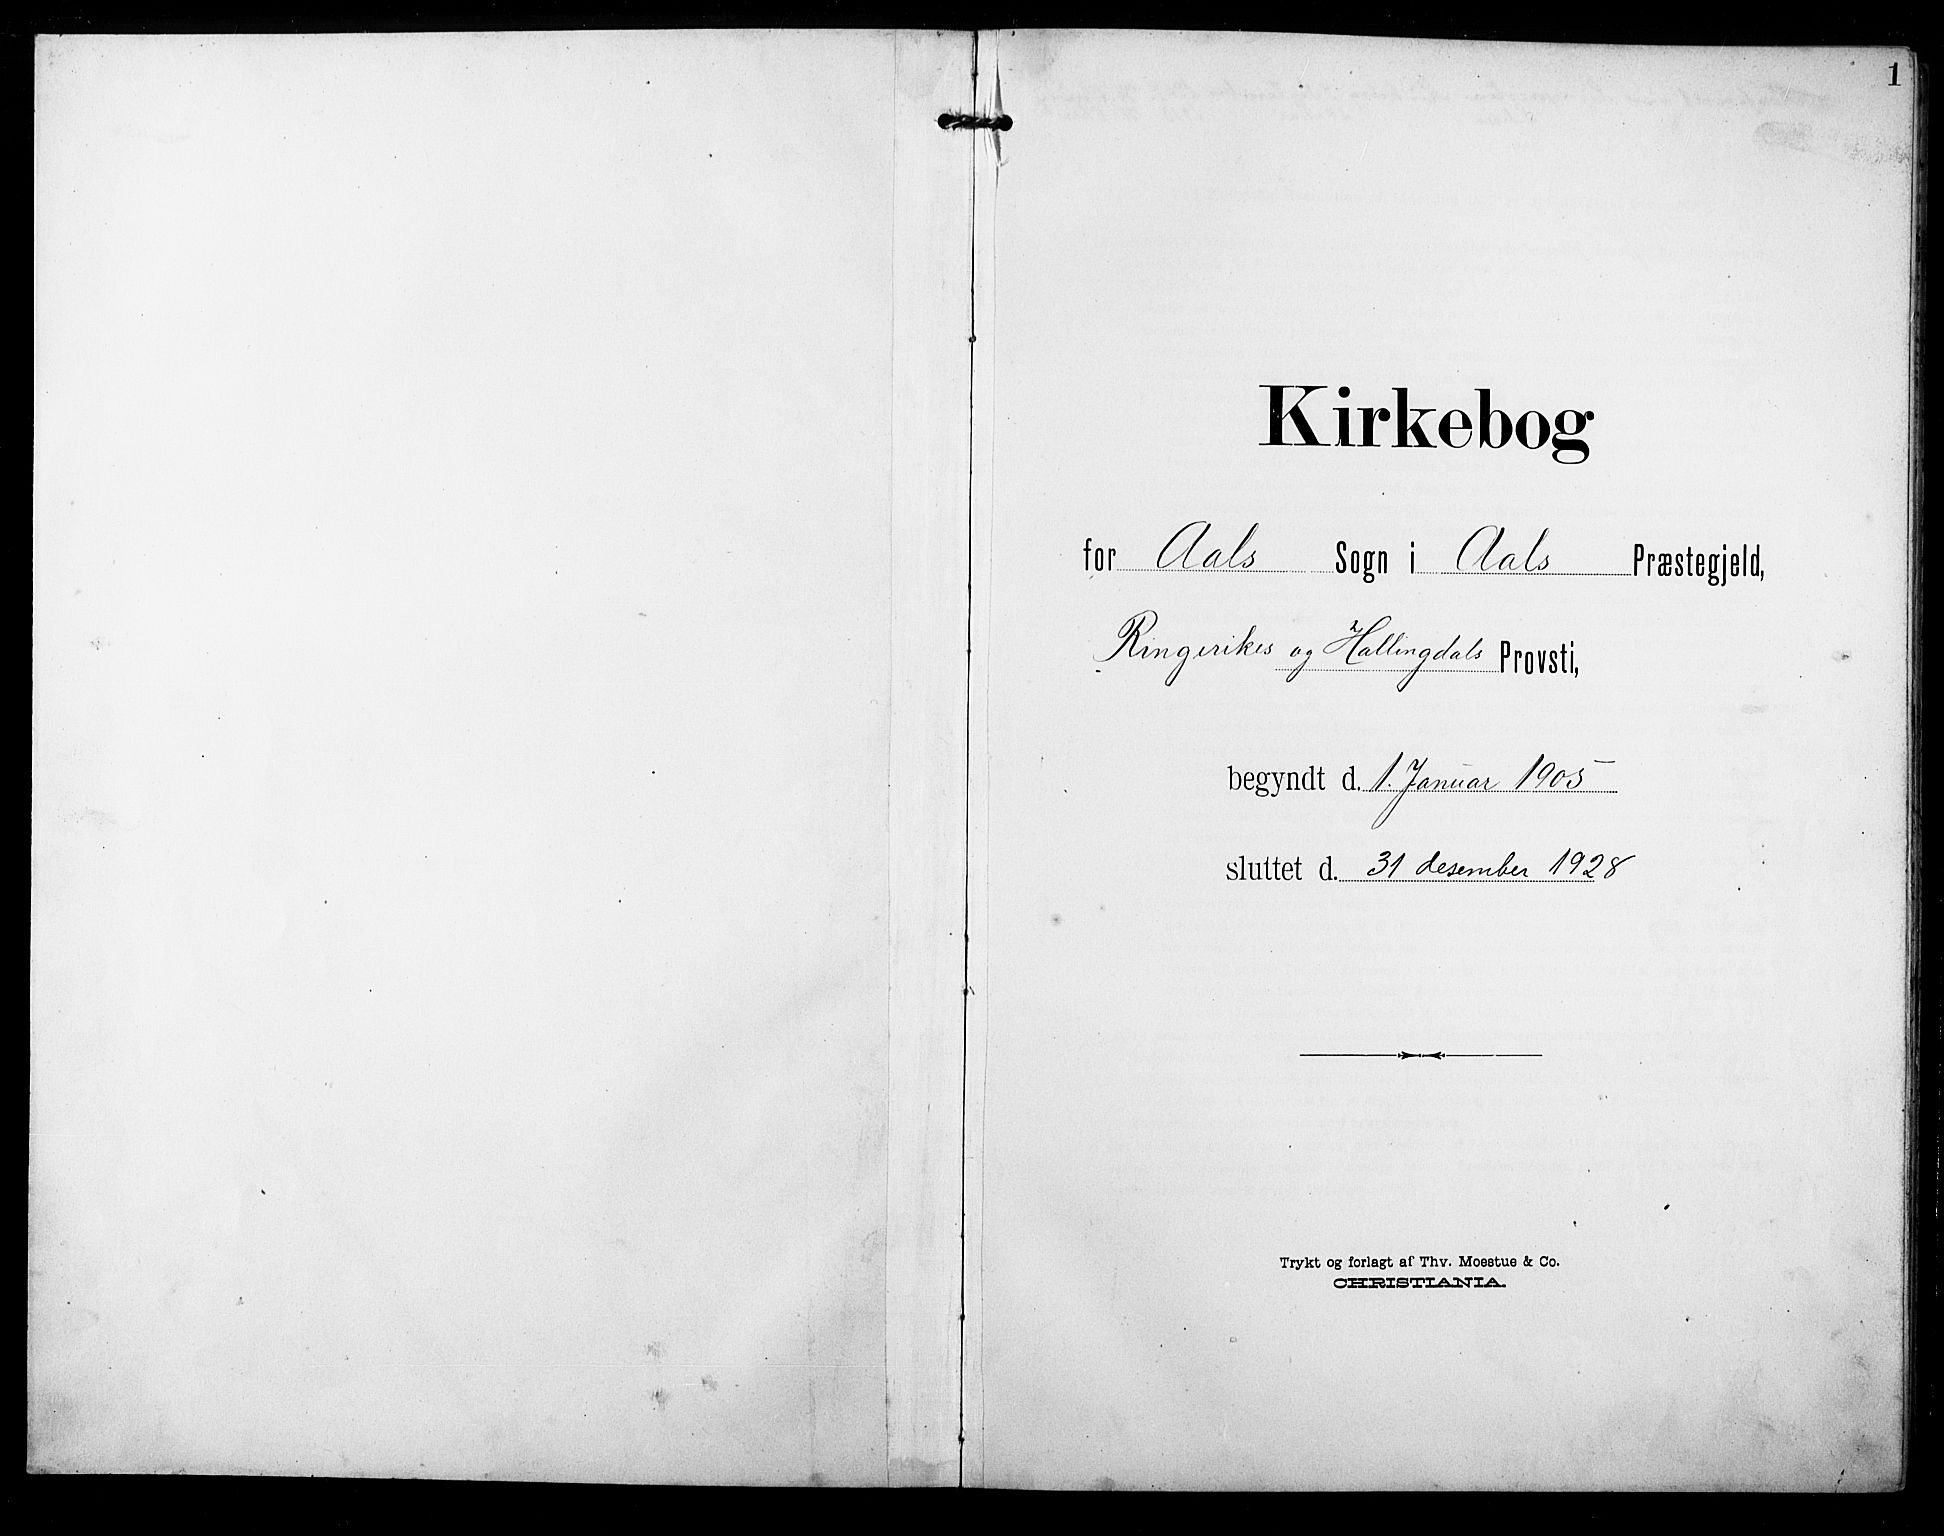 1
Kirkebog
for Aals Sogn i Aals Præstegjeld,
Ringerikes og Hallingdals Provsti,
begyndt d. 1. Januar 1905
sluttet d. 31 desember 1928
Trykt og forlagt af Thv. Moestue & Co.
CHRISTIANIA.